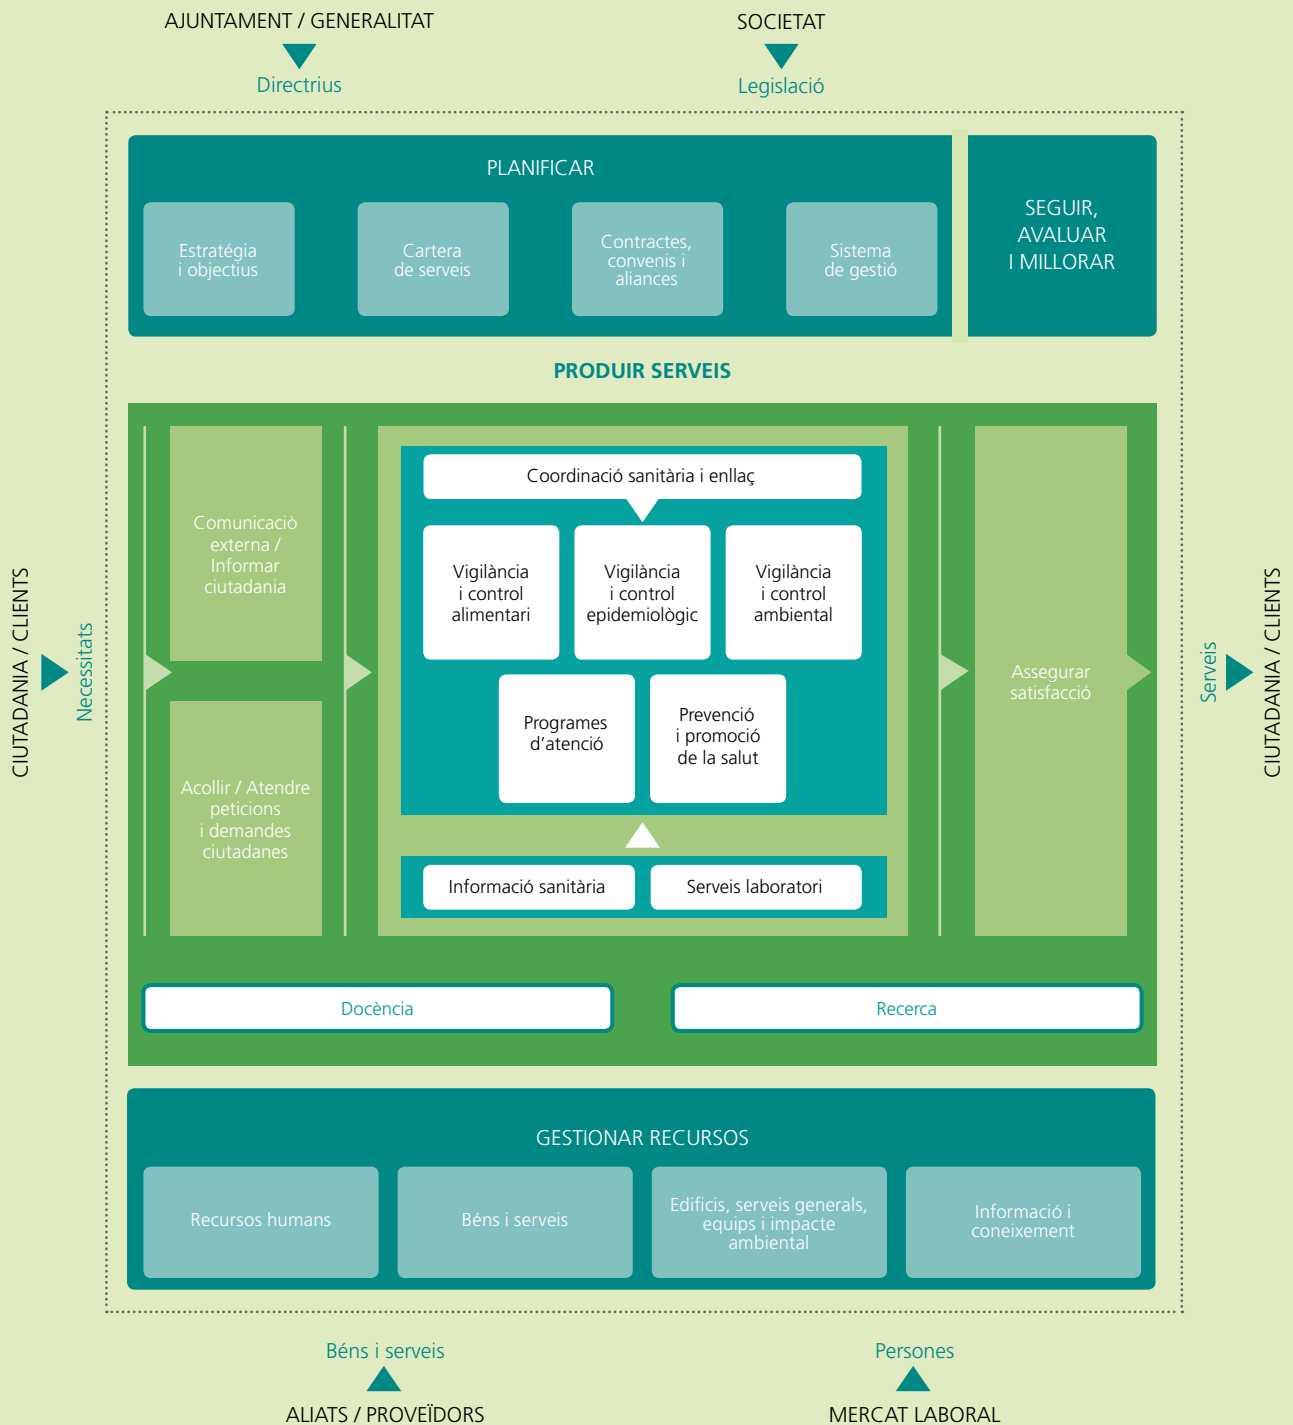 AJUNTAMENT / GENERALITAT
SOCIETAT
Directrius
Legislació
PLANIFICAR
Estratégia
i objectius
Cartera
de serveis
Contractes,
convenis i
aliances
Sistema
de gestió
SEGUIR,
AVALUAR
I MILLORAR
PRODUIR SERVEIS
CIUTADANIA / CLIENTS
Necessitats
Comunicaciò
externa /
Informar
ciutadania
Acollir / Atendre
peticions
i demandes
ciutadanes
Coordinació sanitària i enllaç
Vigilància
i control
alimentari
Vigilància
i control
epidemiològic
Vigilància
i control
ambiental
Programes
d’atenció
Prevenció
i promoció
de la salut
Informació sanitària
Serveis laboratori
Assegurar
satisfacció
Serveis
CIUTADANIA / CLIENTS
Docència
Recerca
GESTIONAR RECURSOS
Recursos humans
Béns i serveis
Edificis, serveis generals,
equips i impacte
ambiental
Informació i
coneixement
Béns i serveis
Persones
ALIATS / PROVEÏDORS
MERCAT LABORAL